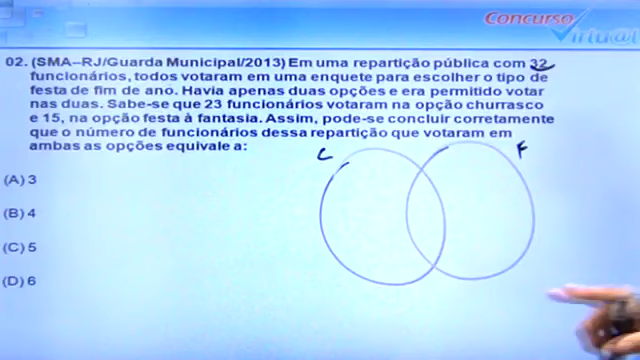 Concurso
Virtual
02. (SMA–RJ/Guarda Municipal/2013) Em uma repartição pública com 32
funcionários, todos votaram em uma enquete para escolher o tipo de
festa de fim de ano. Havia apenas duas opções e era permitido votar
nas duas. Sabe-se que 23 funcionários votaram na opção churrasco
e 15, na opção festa à fantasia. Assim, pode-se concluir corretamente
que o número de funcionários dessa repartição que votaram em
ambas as opções equivale a:
C F
(A) 3
(B) 4
(C) 5
(D) 6